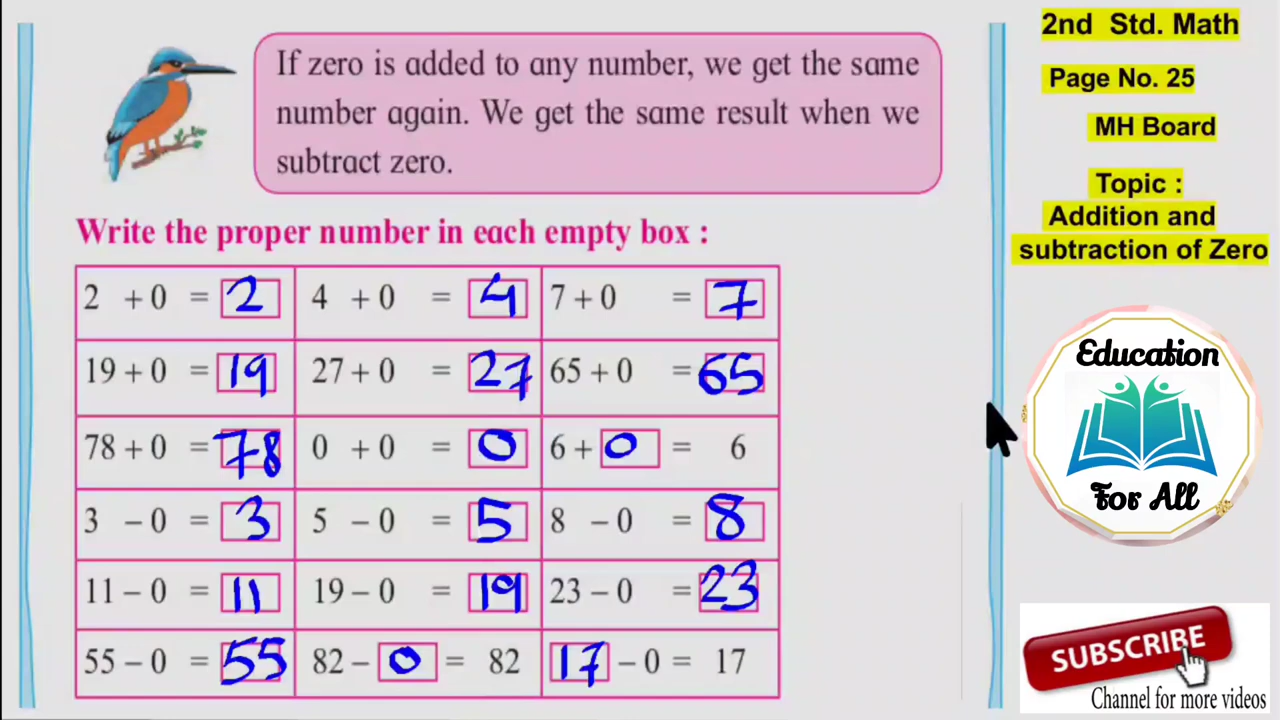 If zero is added to any number, we get the same
number again. We get the same result when we
subtract zero.
Write the proper number in each empty box :
2 + 0 = 2 4 + 0 = 4 7 + 0 = 7
19 + 0 = 19 27 + 0 = 27 65 + 0 = 65
78 + 0 = 78 0 + 0 = 0 6 + 0 = 6
3 – 0 = 3 5 – 0 = 5 8 – 0 = 8
11 – 0 = 11 19 – 0 = 19 23 – 0 = 23
55 – 0 = 55 82 – 0 = 82 17 – 0 = 17
2nd Std. Math
Page No. 25
MH Board
Topic :
Addition and
subtraction of Zero
Education
For All
SUBSCRIBE
Channel for more videos